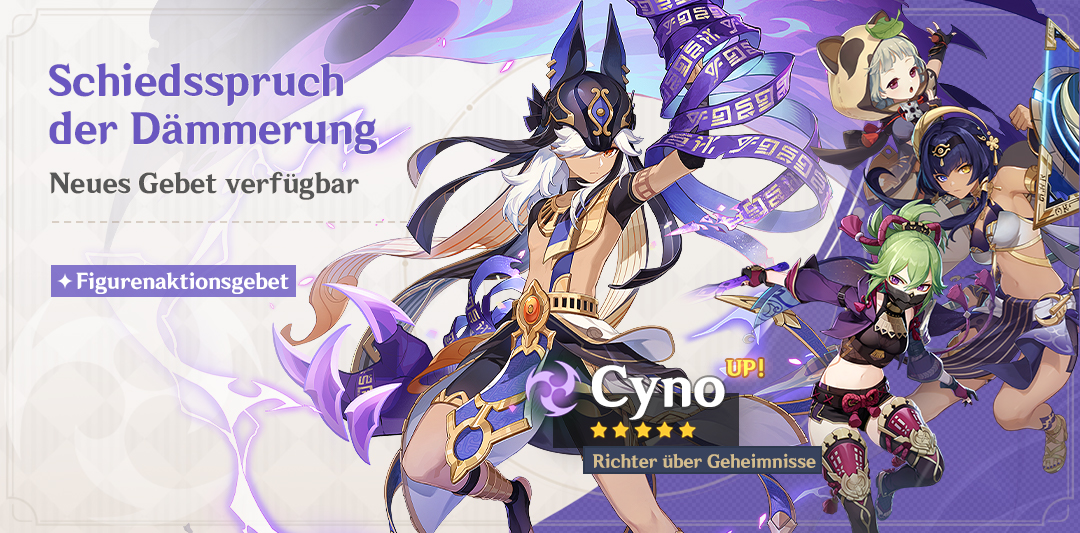 Schiedsspruch
der Dämmerung
Neues Gebet verfügbar
Figurenaktionsgebet
UP!
Cyno
Richter über Geheimnisse